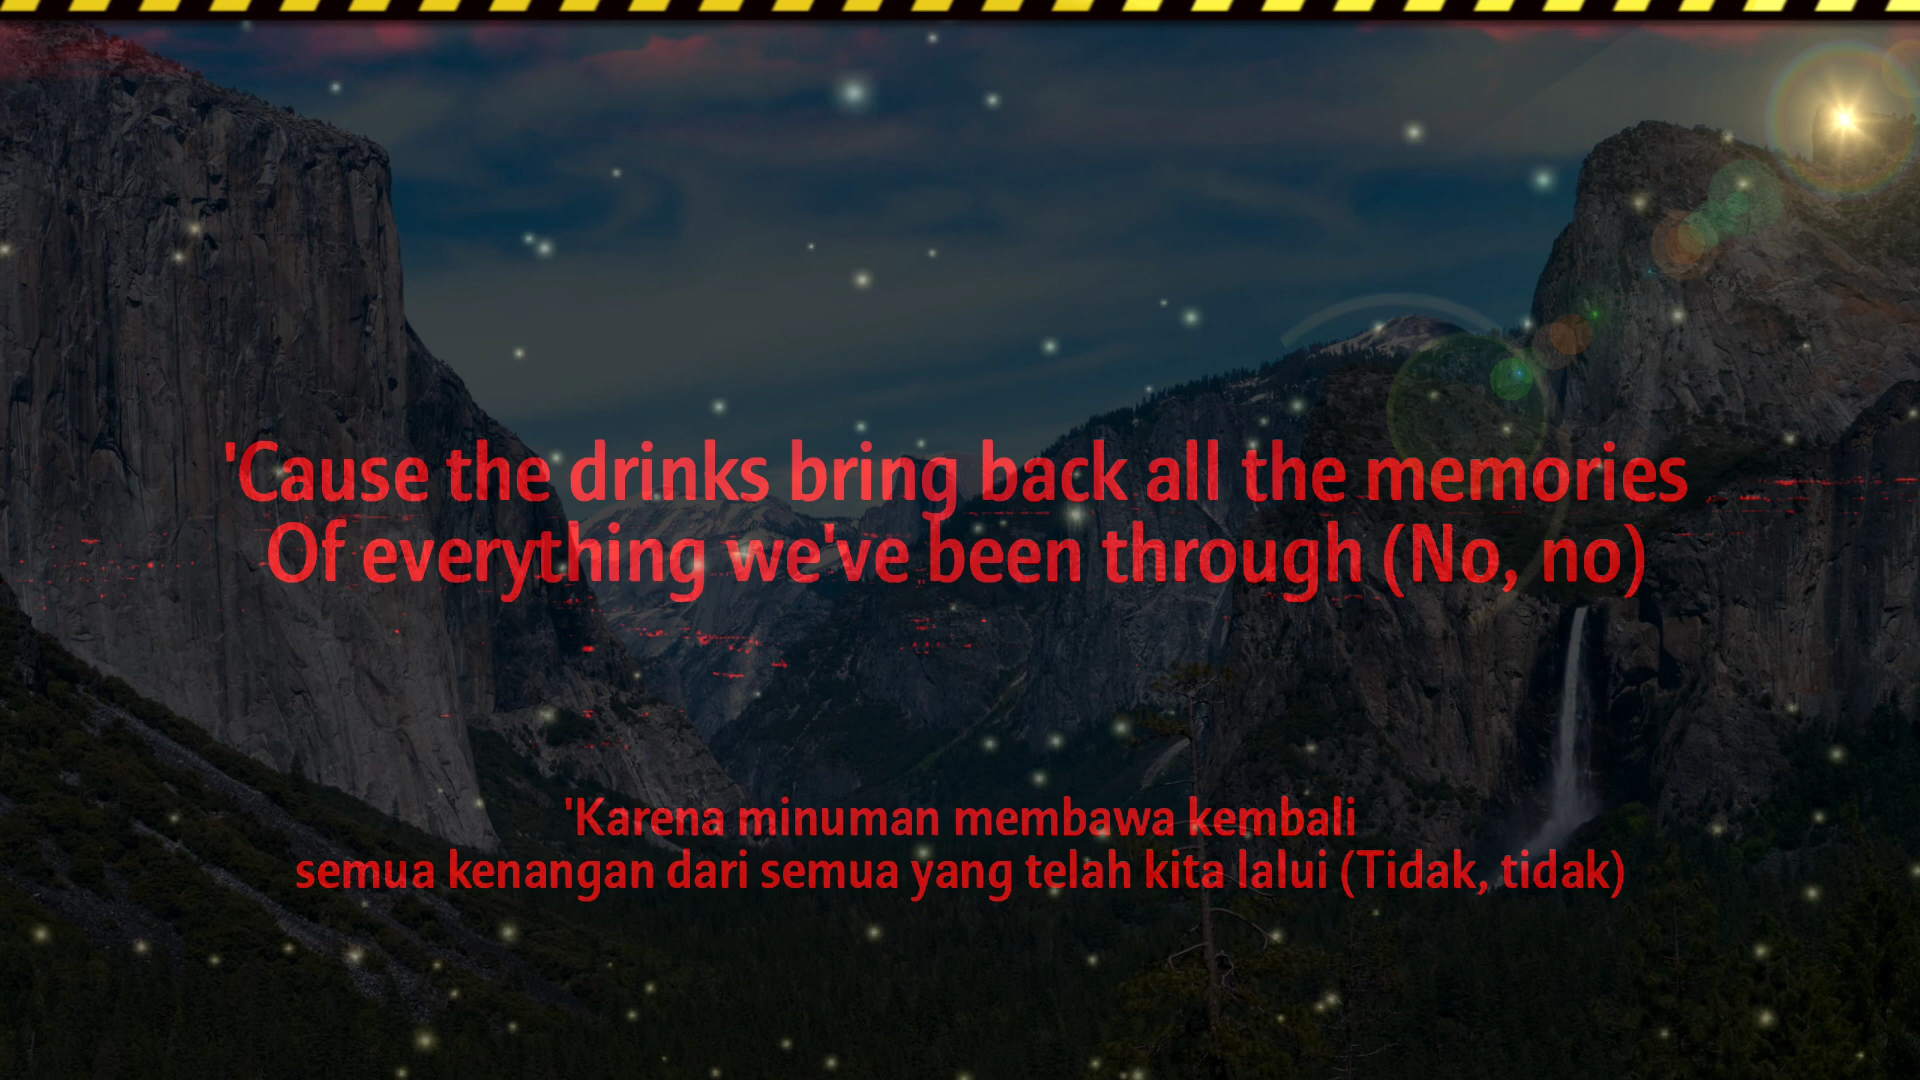 'Cause the drinks bring back all the memories
Of everything we've been through (No, no)
'Karena minuman membawa kembali
semua kenangan dari semua yang telah kita lalui (Tidak, tidak)